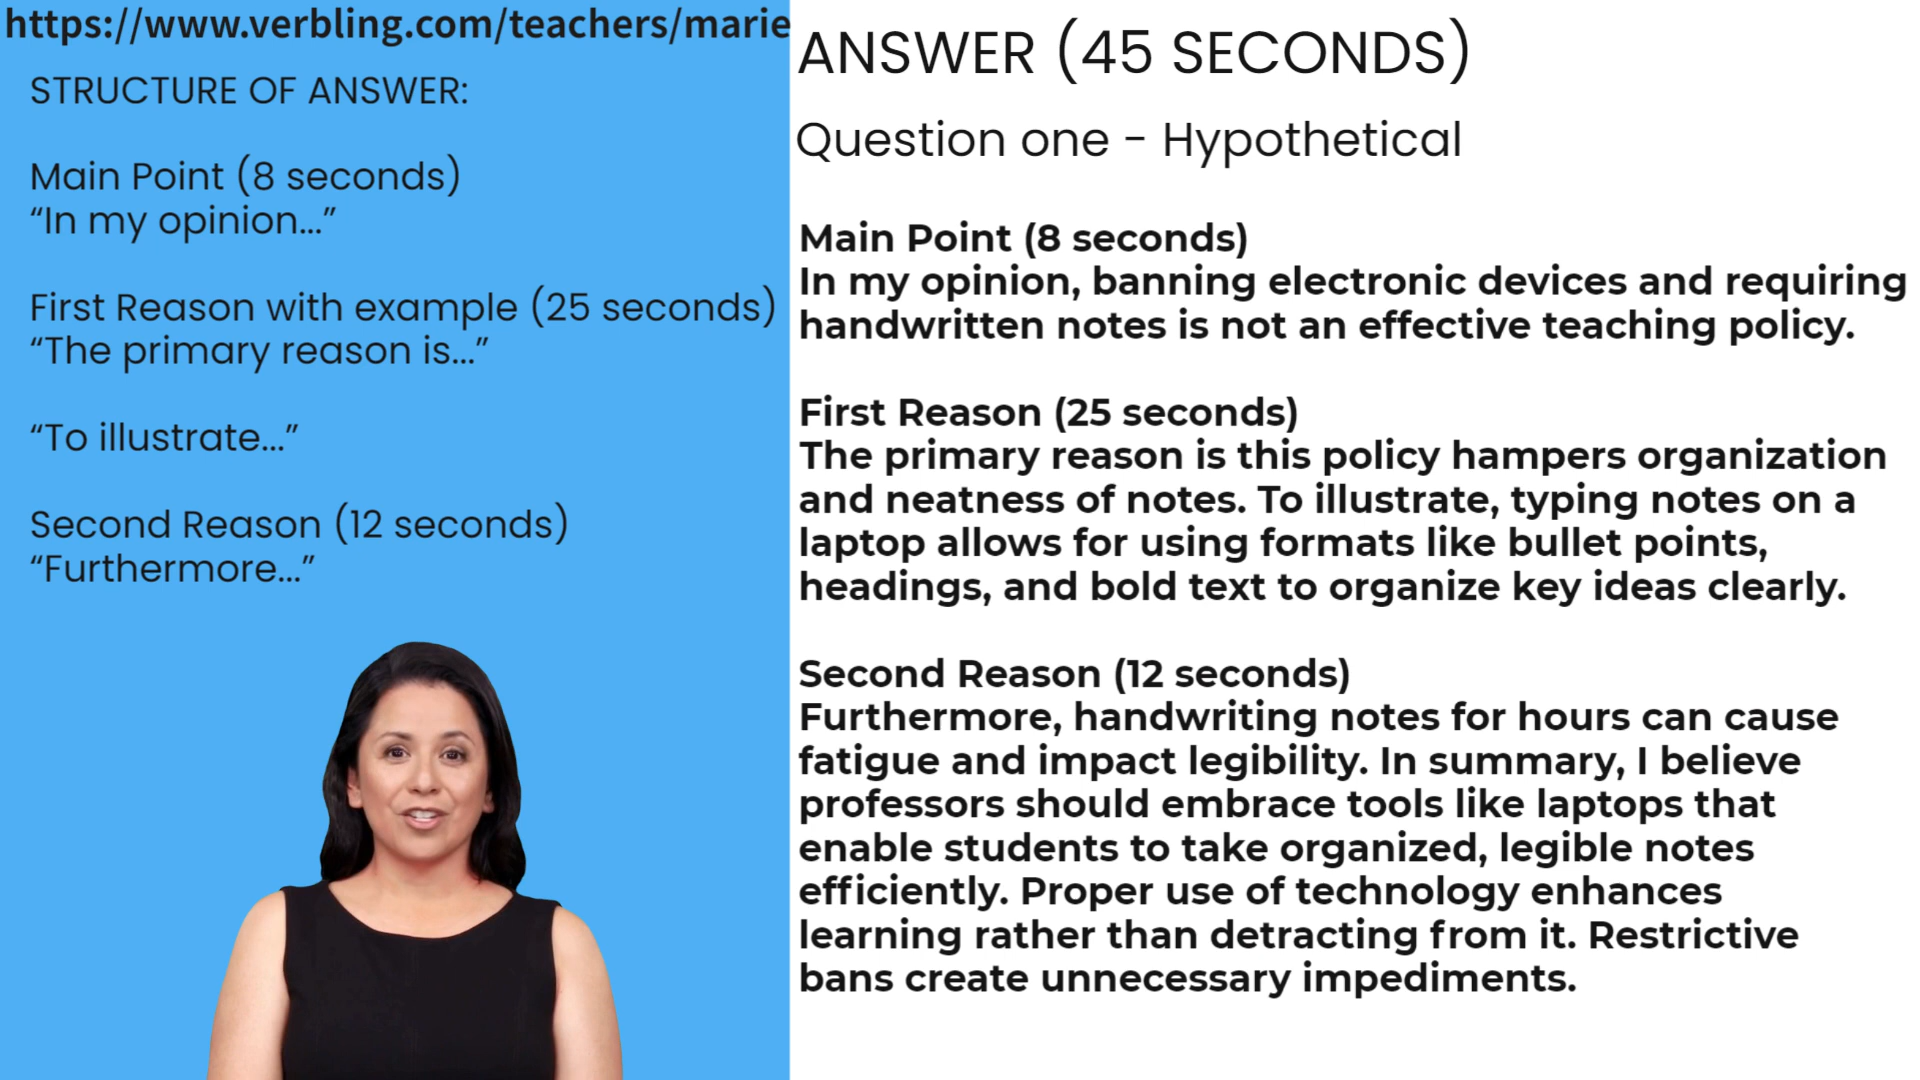 https://www.verbling.com/teachers/marie
STRUCTURE OF ANSWER:
Main Point (8 seconds)
“In my opinion...”
First Reason with example (25 seconds)
“The primary reason is...”
“To illustrate...”
Second Reason (12 seconds)
“Furthermore...”
ANSWER (45 SECONDS)
Question one - Hypothetical
Main Point (8 seconds)
In my opinion, banning electronic devices and requiring
handwritten notes is not an effective teaching policy.
First Reason (25 seconds)
The primary reason is this policy hampers organization
and neatness of notes. To illustrate, typing notes on a
laptop allows for using formats like bullet points,
headings, and bold text to organize key ideas clearly.
Second Reason (12 seconds)
Furthermore, handwriting notes for hours can cause
fatigue and impact legibility. In summary, I believe
professors should embrace tools like laptops that
enable students to take organized, legible notes
efficiently. Proper use of technology enhances
learning rather than detracting from it. Restrictive
bans create unnecessary impediments.